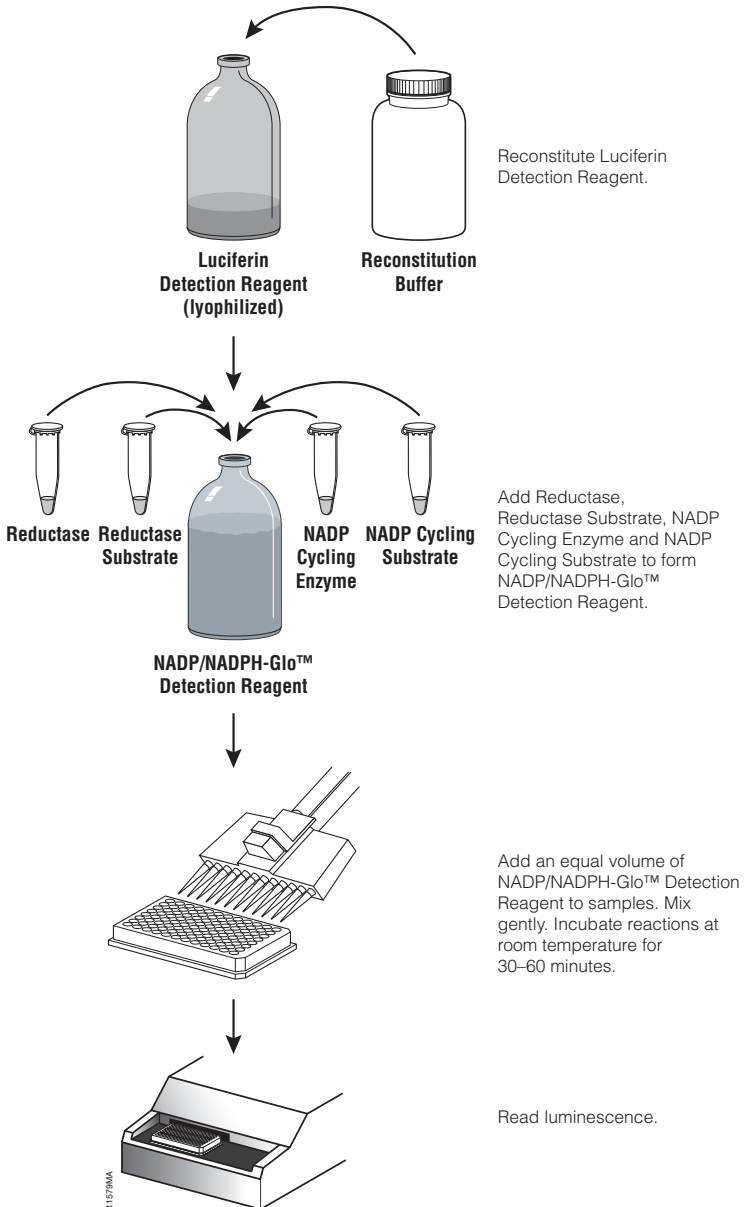 Reconstitute Luciferin
Detection Reagent.
Luciferin
Detection Reagent
(lyophilized)
Reconstitution
Buffer
Reductase
Reductase
Substrate
NADP
Cycling
Enzyme
NADP Cycling
Substrate
Add Reductase,
Reductase Substrate, NADP
Cycling Enzyme and NADP
Cycling Substrate to form
NADP/NADPH-Glo™
Detection Reagent.
NADP/NADPH-Glo™
Detection Reagent
Add an equal volume of
NADP/NADPH-Glo™ Detection
Reagent to samples. Mix
gently. Incubate reactions at
room temperature for
30–60 minutes.
Read luminescence.
11579MA